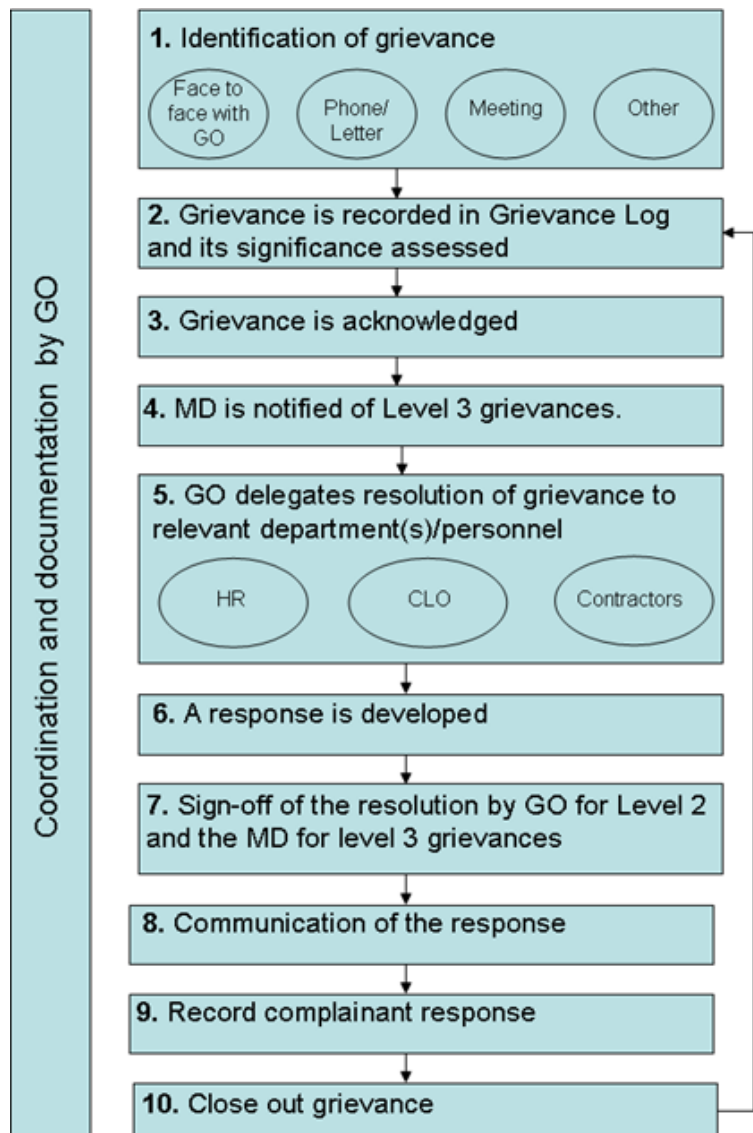 Coordination and documentation by GO
1. Identification of grievance
Face to
face with
GO
Phone/
Letter
Meeting
Other
2. Grievance is recorded in Grievance Log
and its significance assessed
3. Grievance is acknowledged
4. MD is notified of Level 3 grievances.
5. GO delegates resolution of grievance to
relevant department(s)/personnel
HR
CLO
Contractors
6. A response is developed
7. Sign-off of the resolution by GO for Level 2
and the MD for level 3 grievances
8. Communication of the response
9. Record complainant response
10. Close out grievance